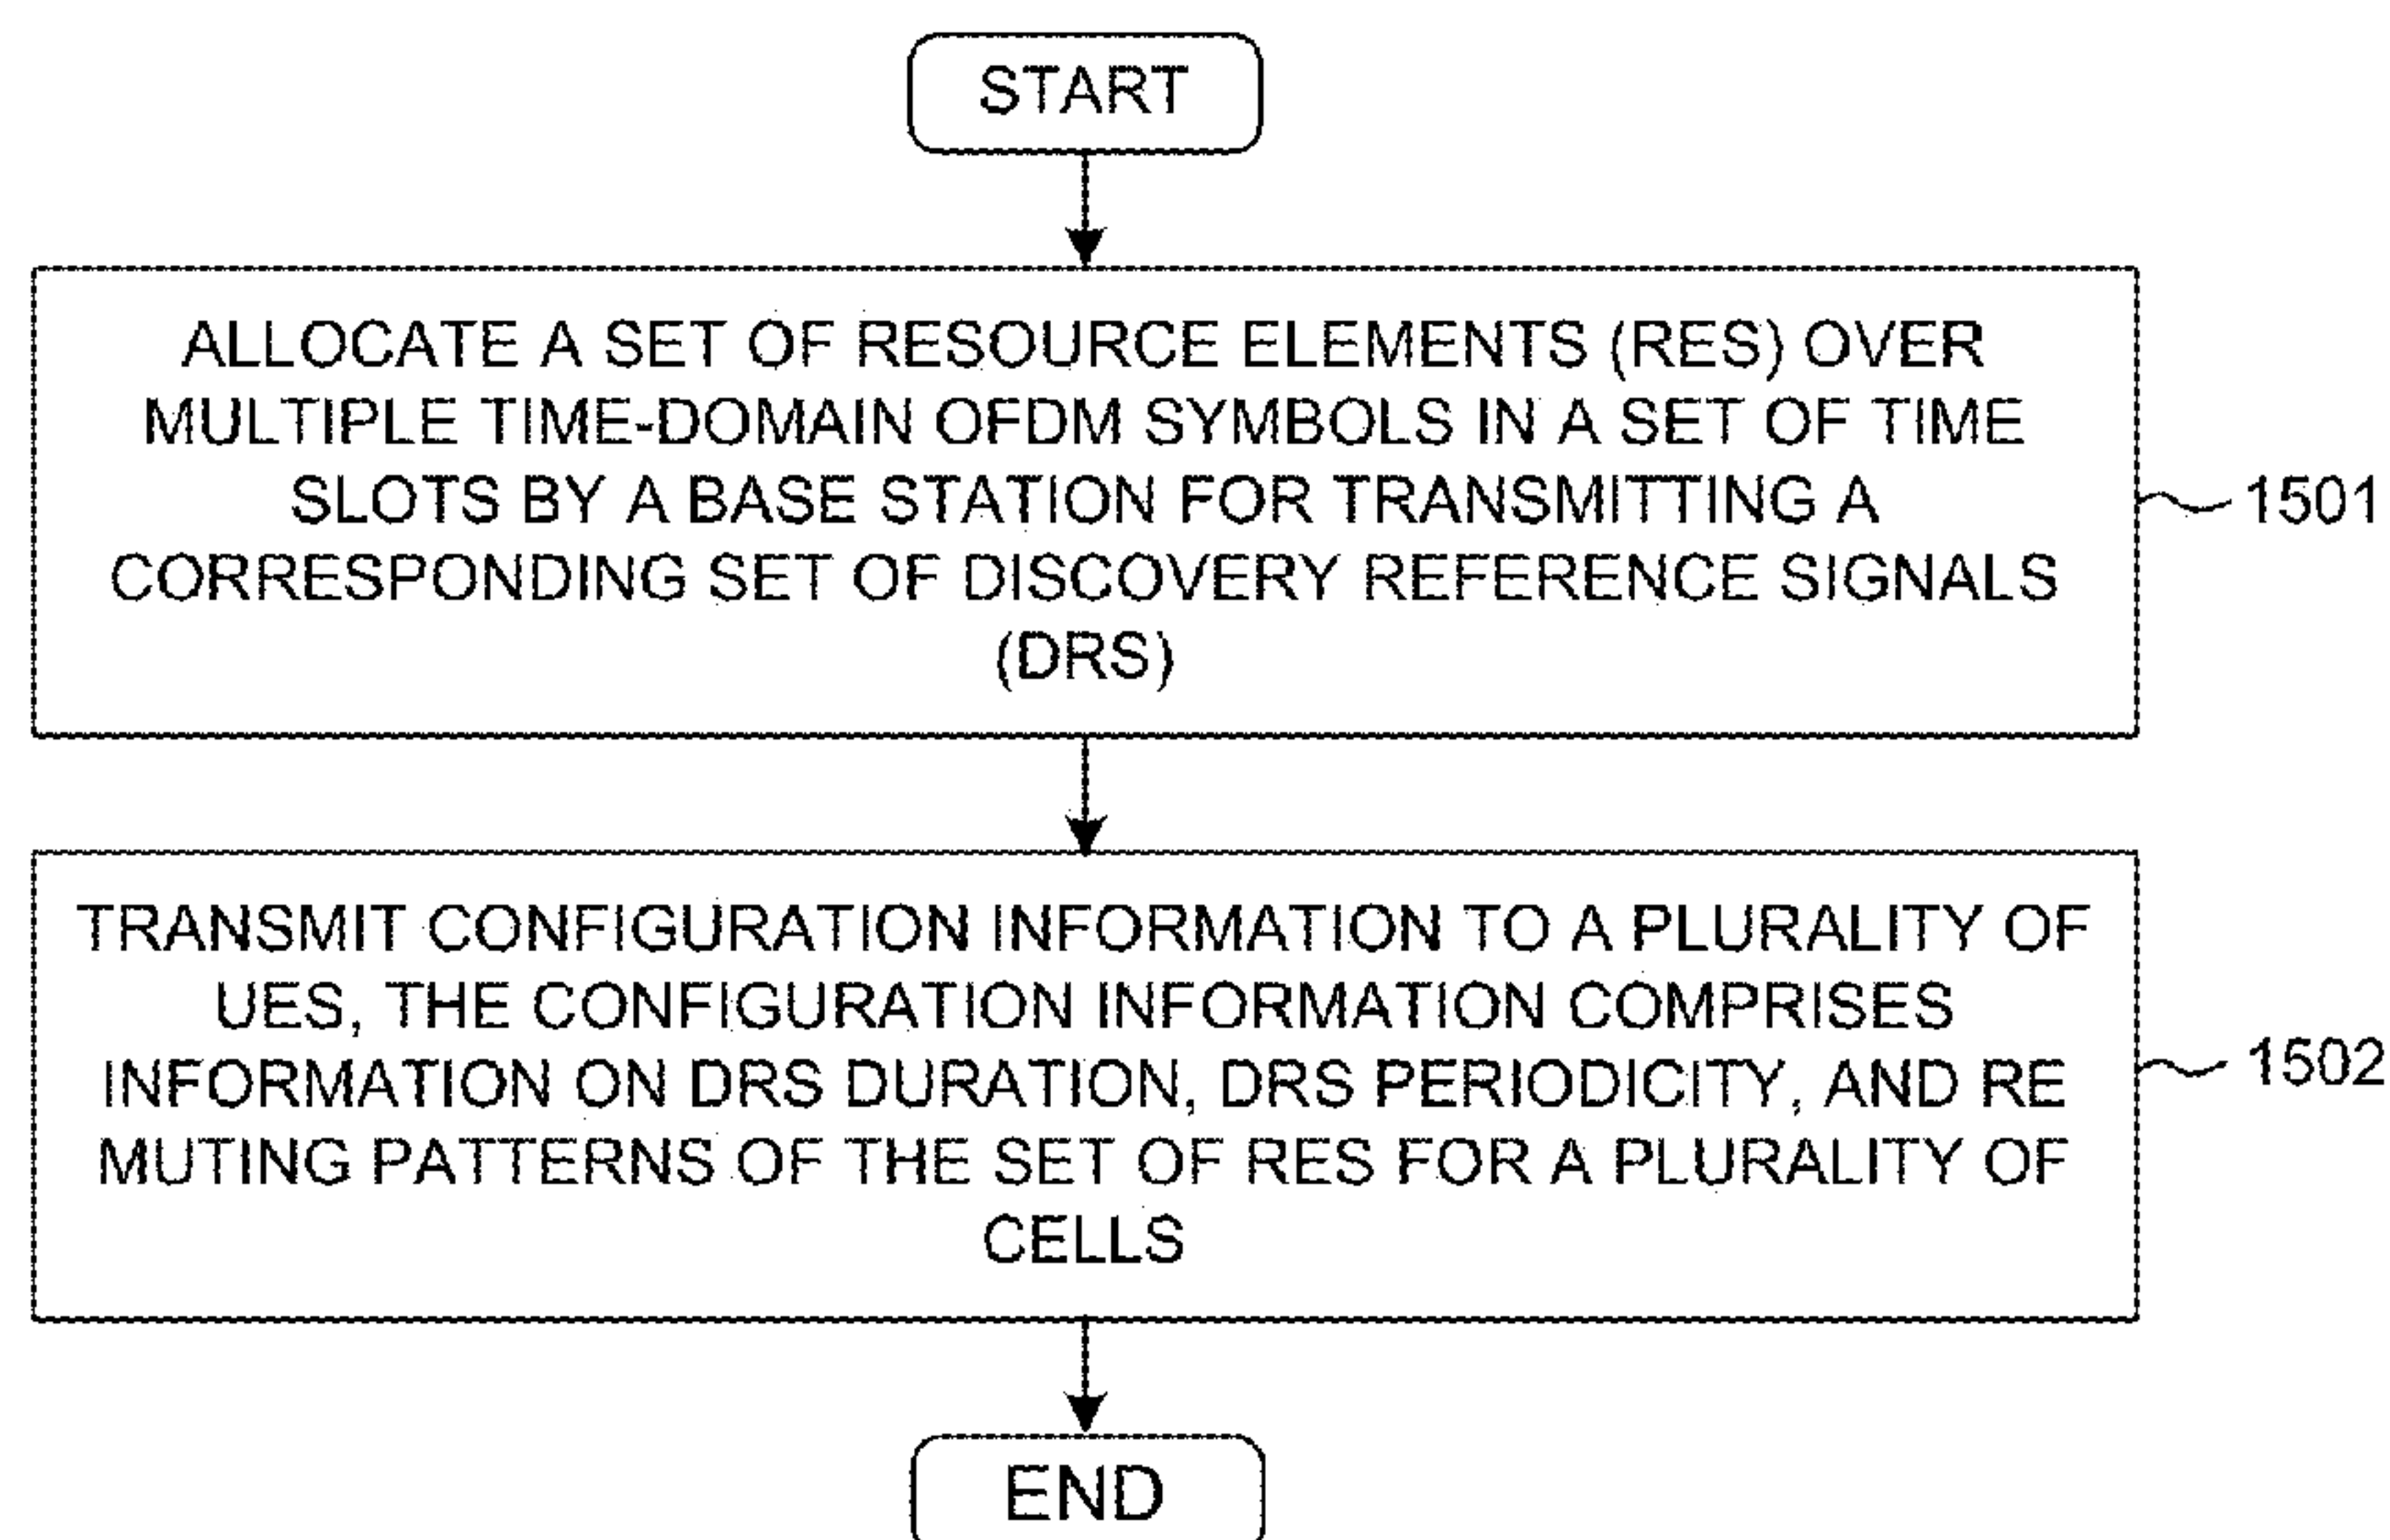 START
ALLOCATE A SET OF RESOURCE ELEMENTS (RES) OVER
MULTIPLE TIME-DOMAIN OFDM SYMBOLS IN A SET OF TIME
SLOTS BY A BASE STATION FOR TRANSMITTING A
CORRESPONDING SET OF DISCOVERY REFERENCE SIGNALS
(DRS)
1501
TRANSMIT CONFIGURATION INFORMATION TO A PLURALITY OF
UES, THE CONFIGURATION INFORMATION COMPRISES
INFORMATION ON DRS DURATION, DRS PERIODICITY, AND RE
MUTING PATTERNS OF THE SET OF RES FOR A PLURALITY OF
CELLS
1502
END